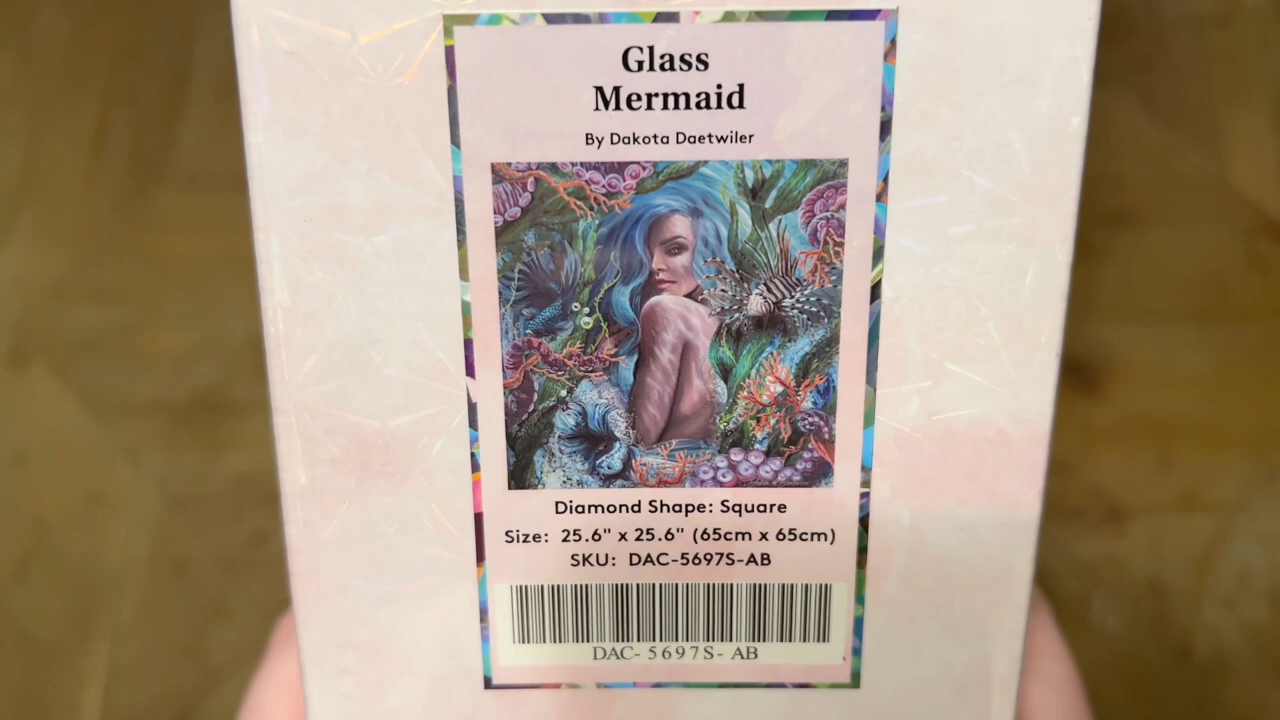 Glass
Mermaid
By Dakota Daetwiler
Diamond Shape: Square
Size: 25.6" x 25.6" (65cm x 65cm)
SKU: DAC-5697S-AB
DAC- 5697S- AB